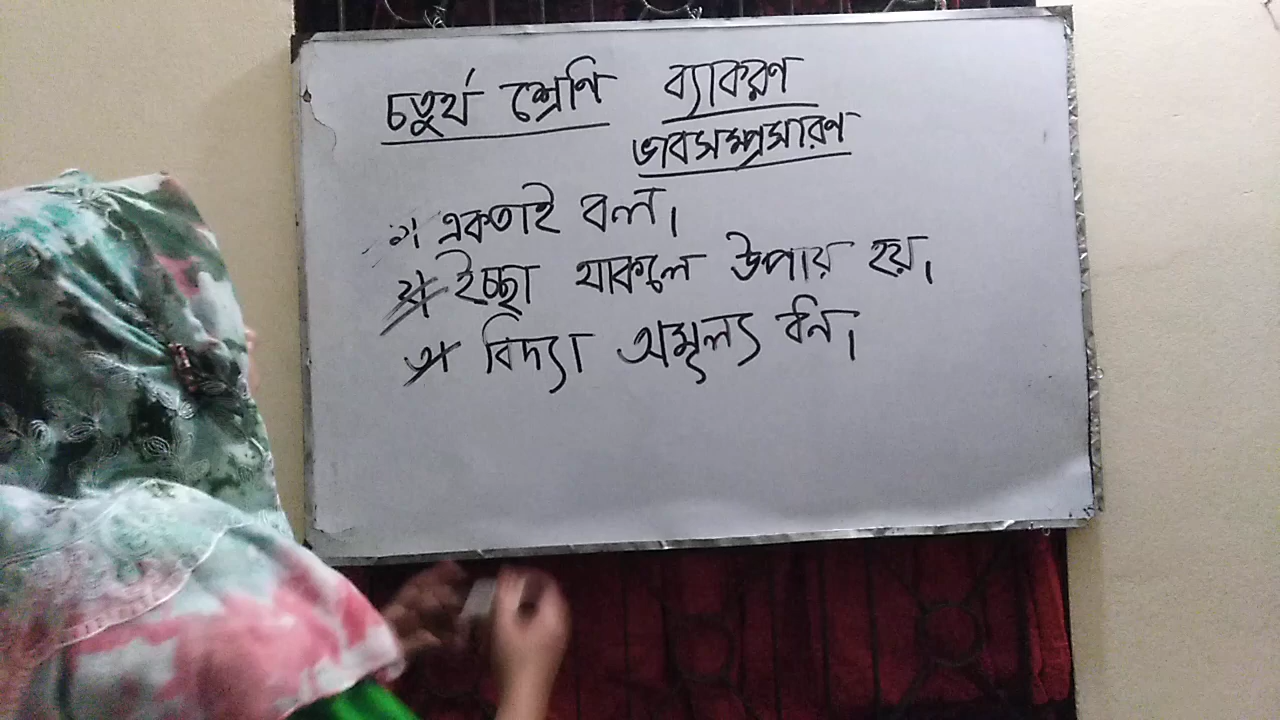 চতুর্থ শ্রেণি ব্যাকরণ
ভাবসম্প্রসারণ
১। একতাই বল।
২। ইচ্ছা থাকলে উপায় হয়।
৩। বিদ্যা অমূল্য ধন।